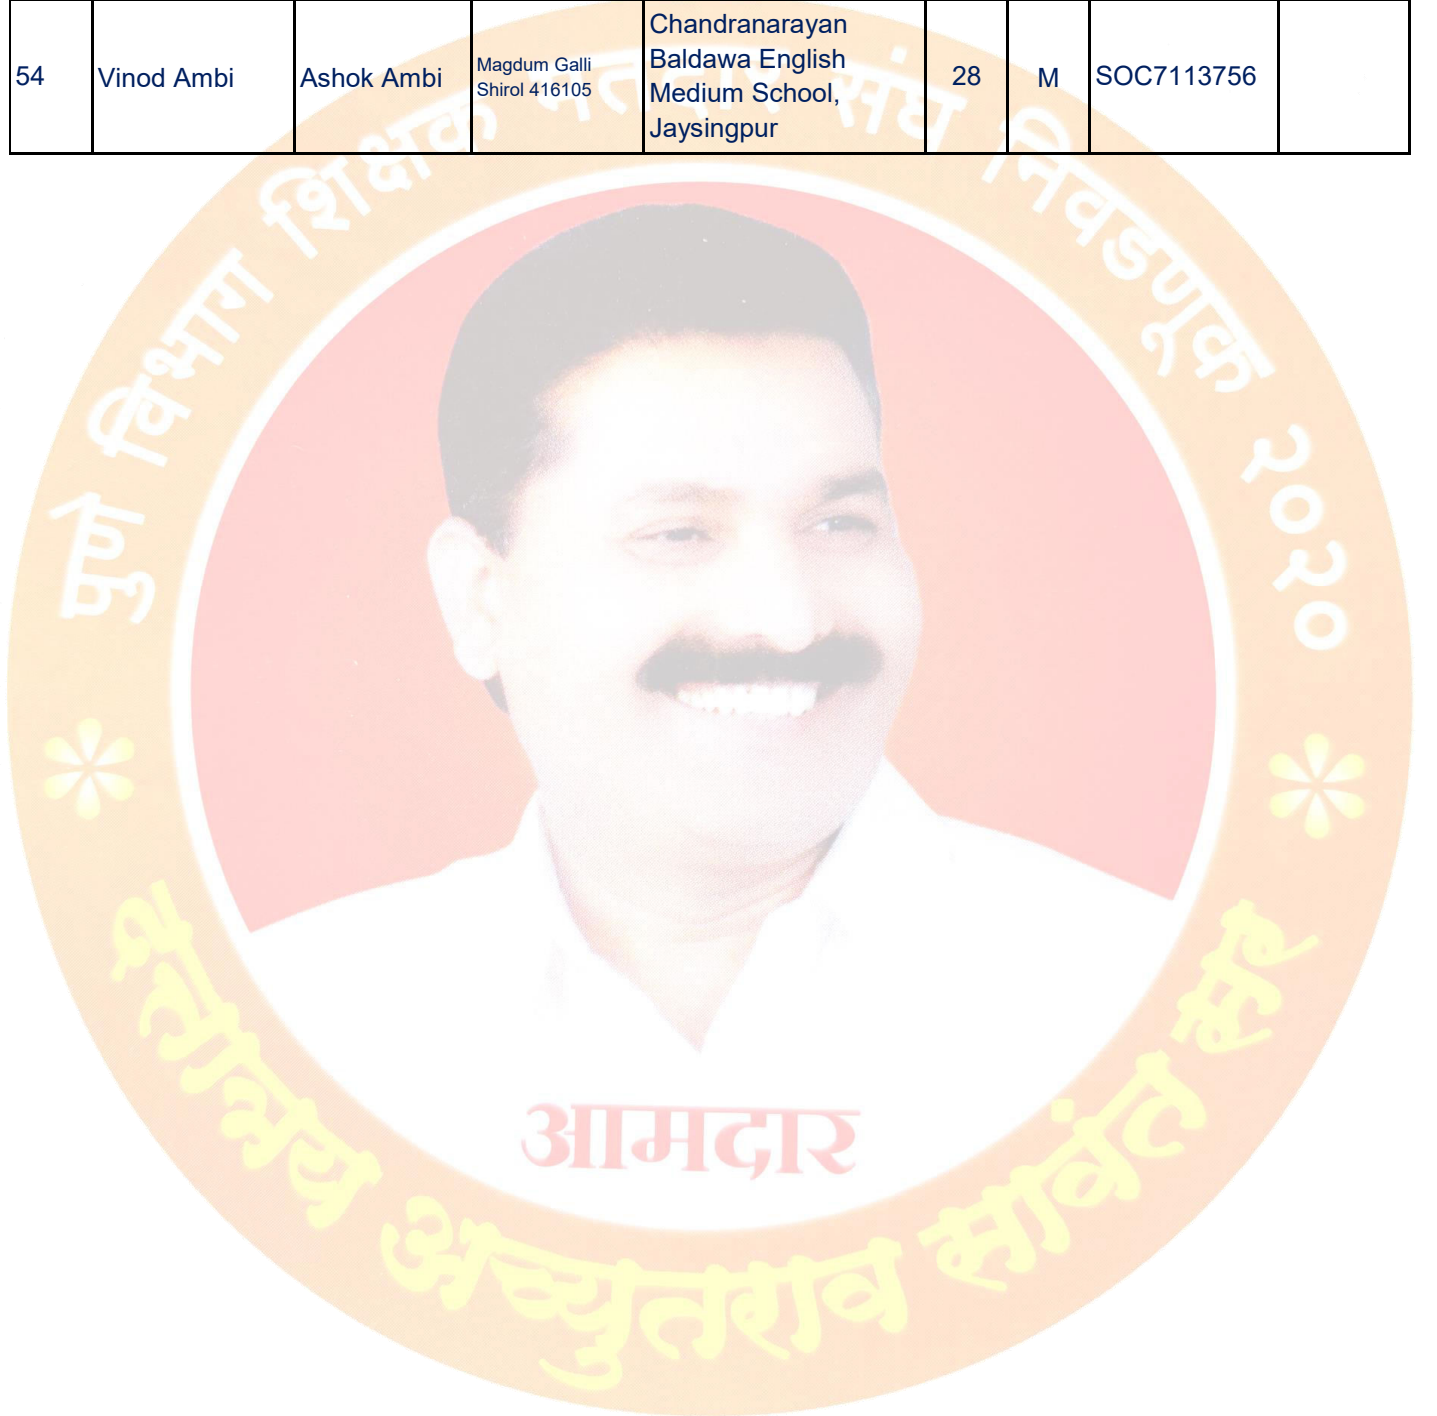 54 Vinod Ambi Ashok Ambi Magdum Galli Shirol 416105 Chandranarayan Baldawa English Medium School, Jaysingpur 28 M SOC7113756
पुणे विभाग शिक्षक मतदार संघ निवडणूक २०२०
आमदार
दत्तात्रय अच्युतराव सावंत सर